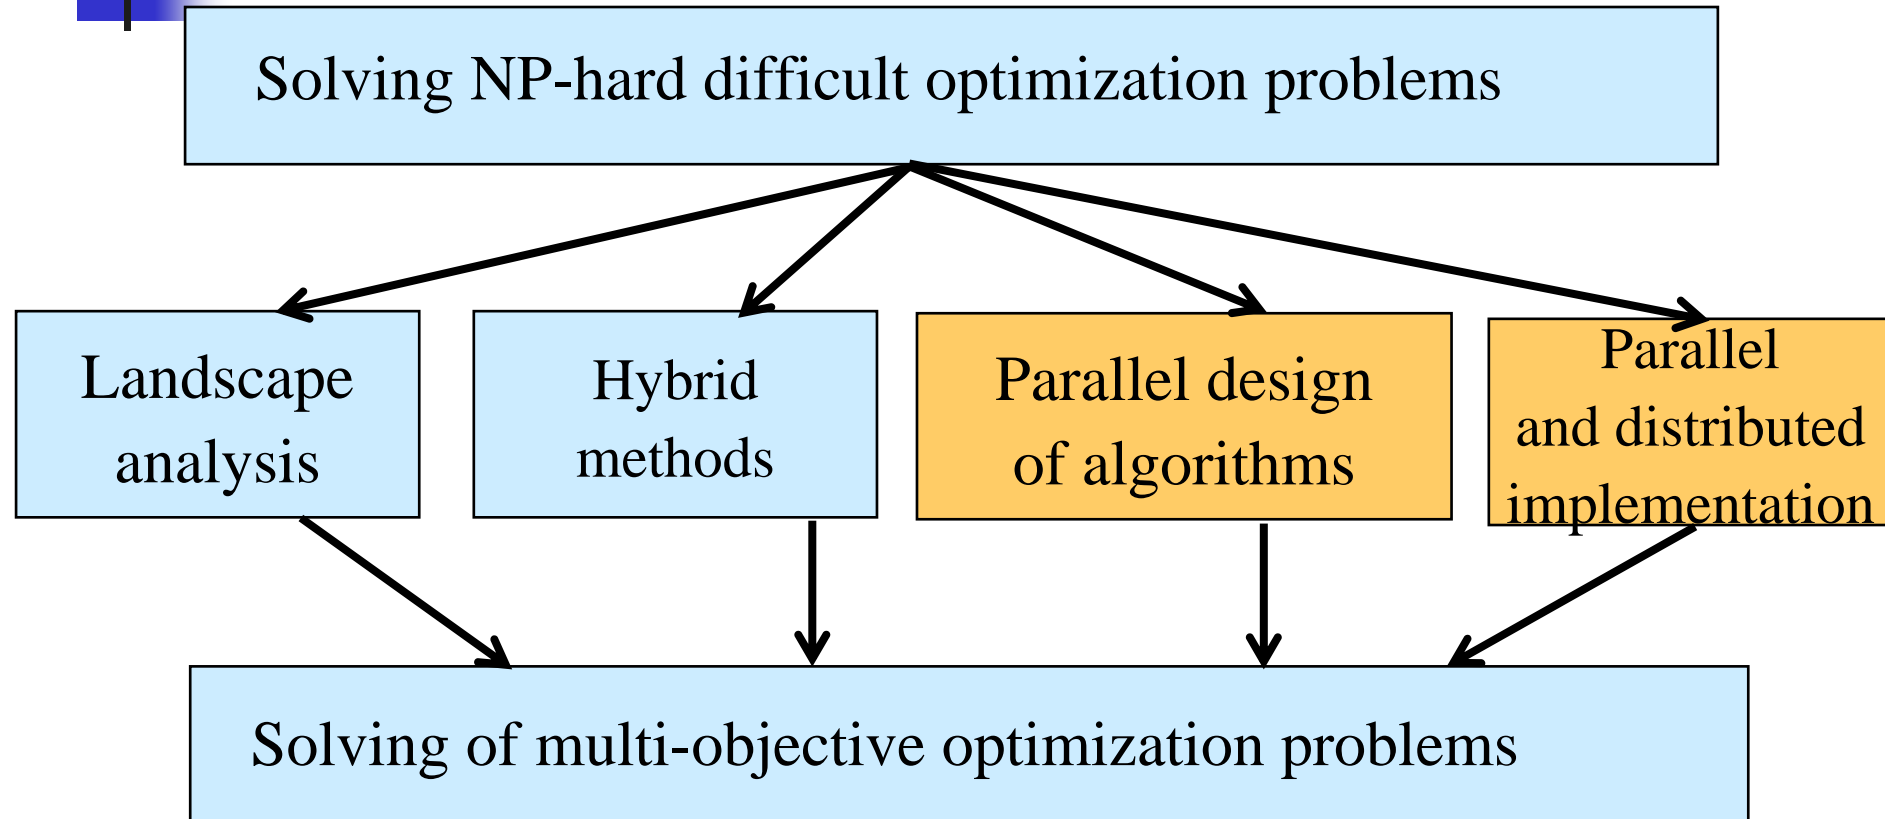 Solving NP-hard difficult optimization problems
Landscape
analysis
Hybrid
methods
Parallel design
of algorithms
Parallel
and distributed
implementation
Solving of multi-objective optimization problems